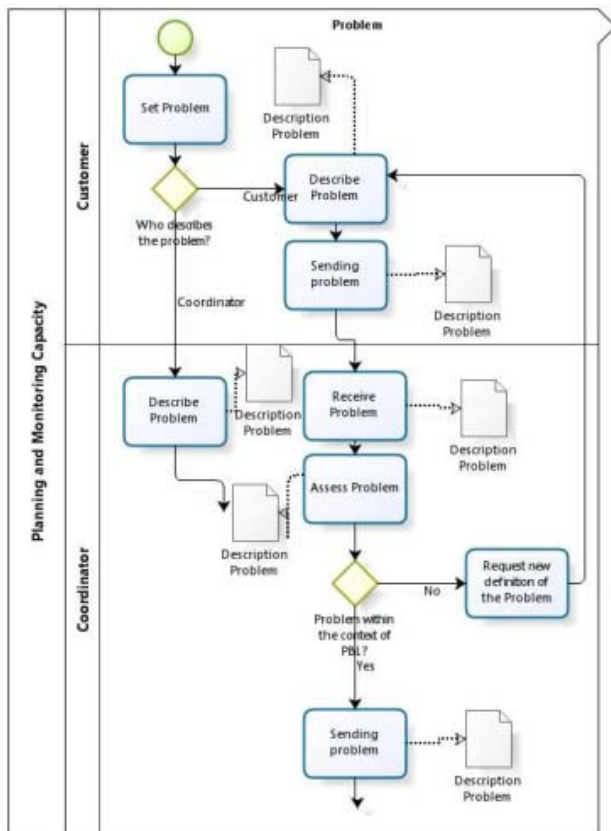 Problem
Planning and Monitoring Capacity
Customer
Set Problem
Description
Problem
Who describes
the problem?
Customer
Describe
Problem
Sending
problem
Description
Problem
Coordinator
Coordinator
Describe
Problem
Description
Problem
Receive
Problem
Description
Problem
Assess Problem
Description
Problem
Problem within
the context of
PBL?
No
Request new
definition of
the Problem
Yes
Sending
problem
Description
Problem